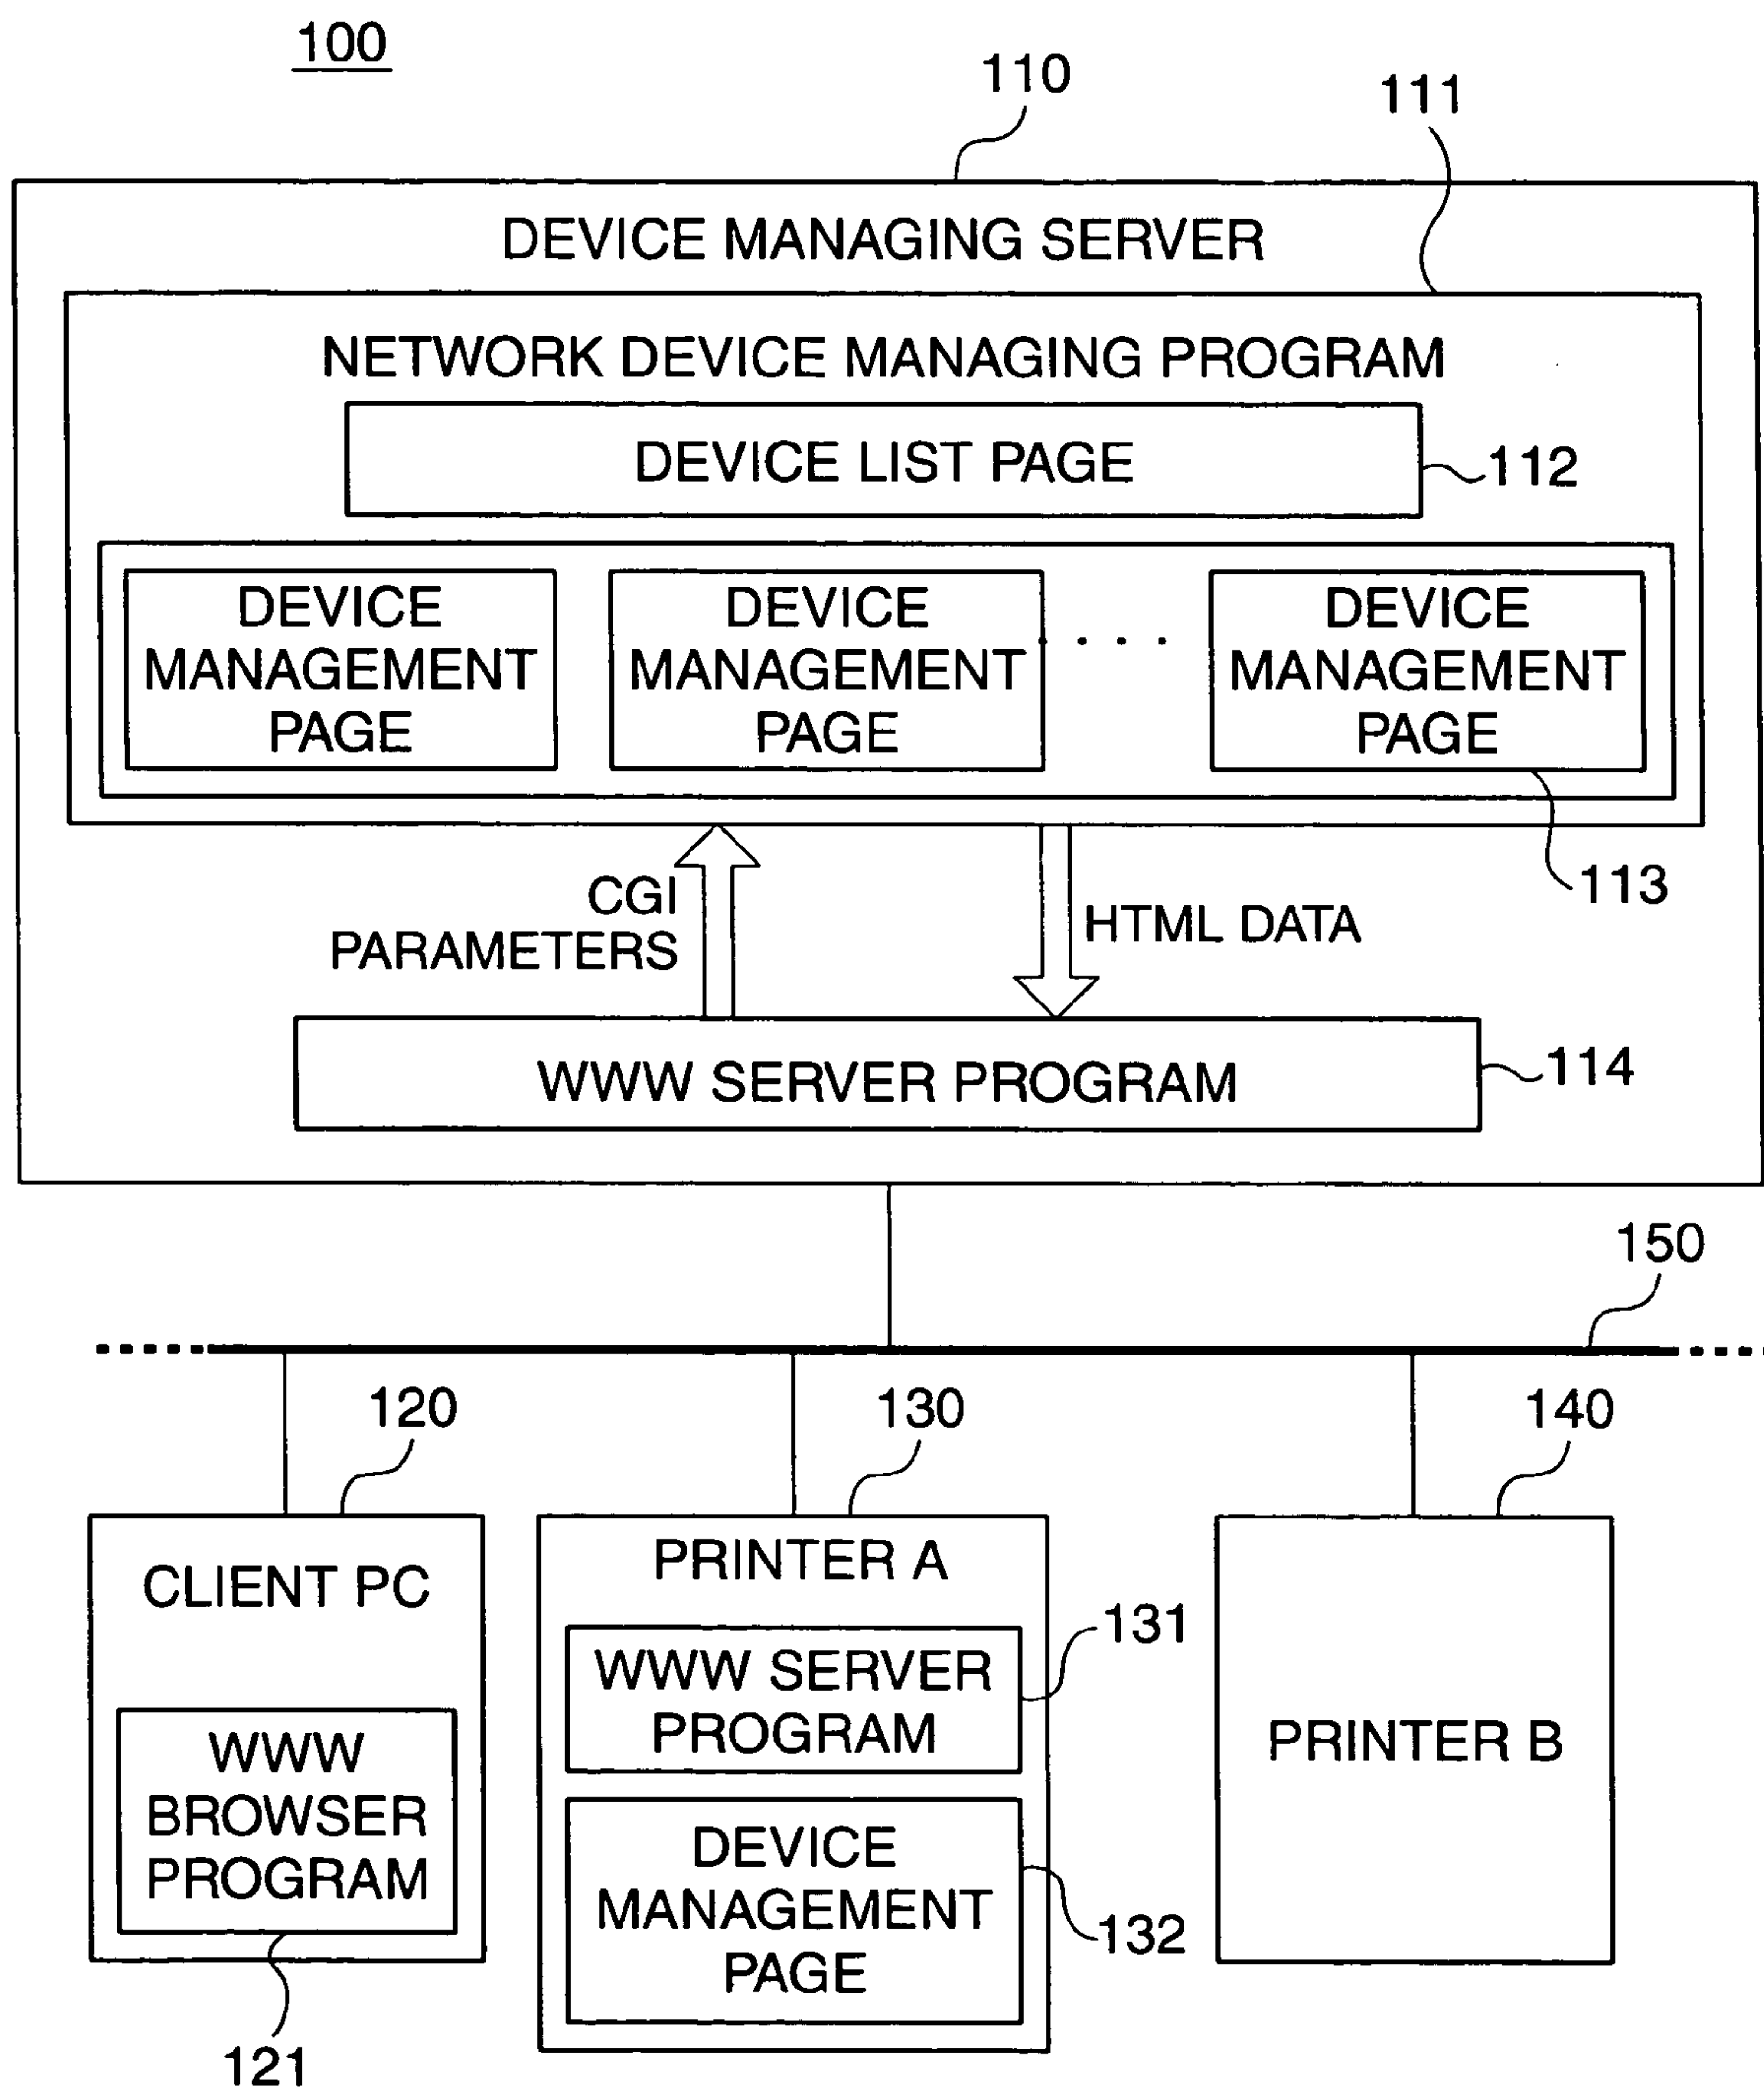 100
110
111
DEVICE MANAGING SERVER
NETWORK DEVICE MANAGING PROGRAM
DEVICE LIST PAGE
112
DEVICE
MANAGEMENT
PAGE
DEVICE
MANAGEMENT
PAGE
. . . .
DEVICE
MANAGEMENT
PAGE
113
CGI
PARAMETERS
HTML DATA
WWW SERVER PROGRAM
114
150
120
130
140
CLIENT PC
WWW
BROWSER
PROGRAM
121
PRINTER A
WWW SERVER
PROGRAM
131
DEVICE
MANAGEMENT
PAGE
132
PRINTER B